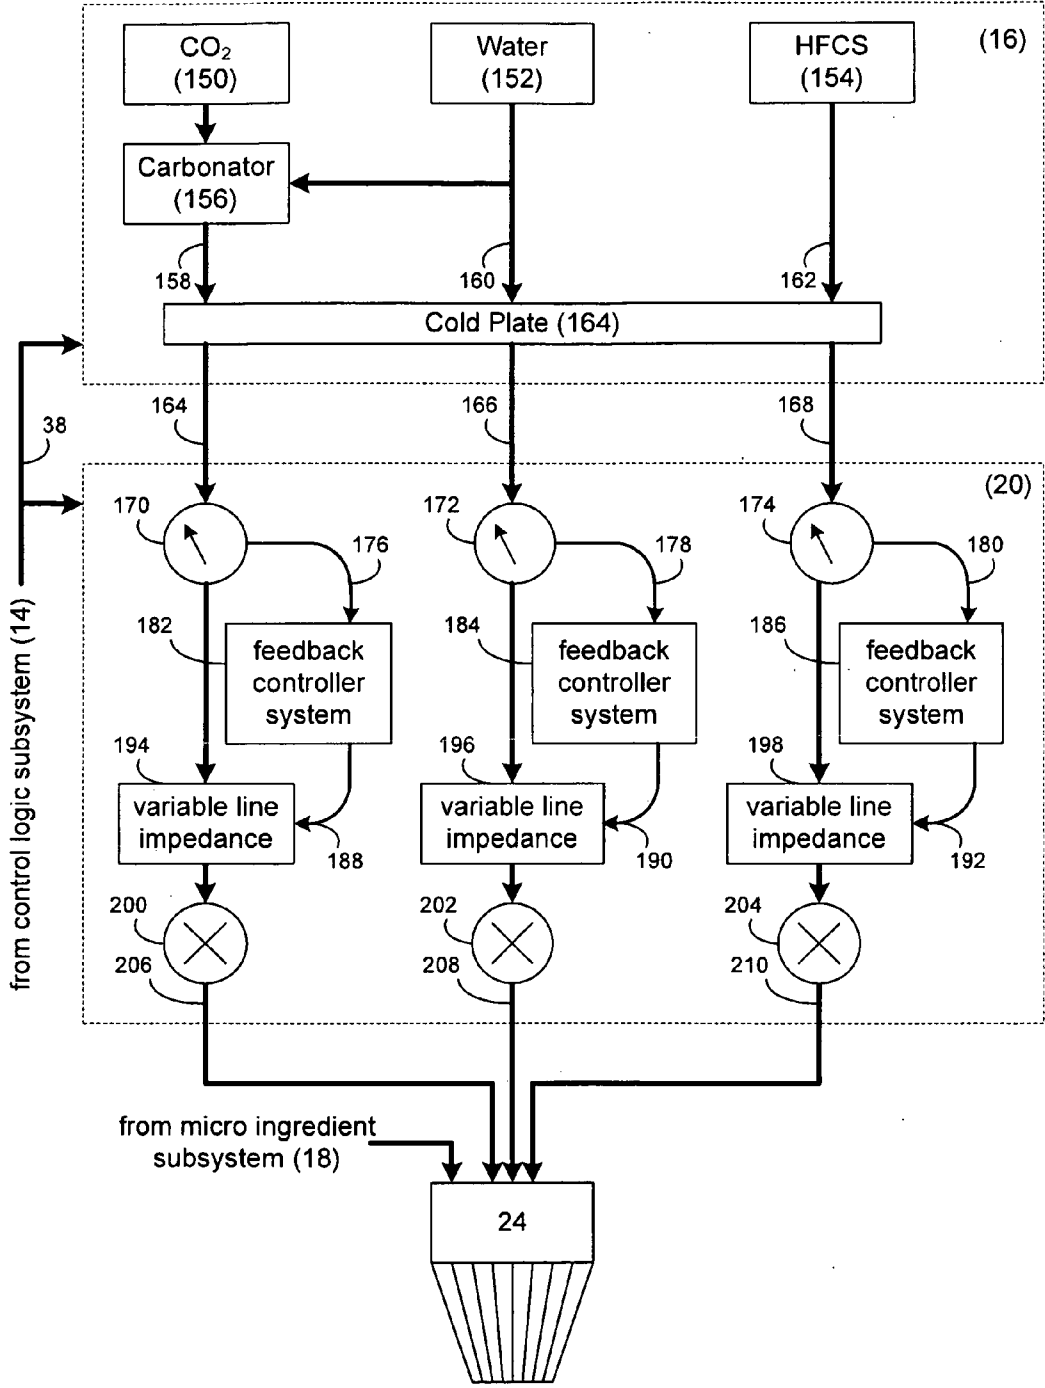 CO₂
(150)
Water
(152)
HFCS
(154)
(16)
Carbonator
(156)
158
160
162
Cold Plate (164)
164
166
168
38
(20)
170
172
174
176
178
180
182
184
186
feedback
controller
system
feedback
controller
system
feedback
controller
system
194
196
198
variable line
impedance
variable line
impedance
variable line
impedance
188
190
192
200
202
204
206
208
210
from control logic subsystem (14)
from micro ingredient
subsystem (18)
24